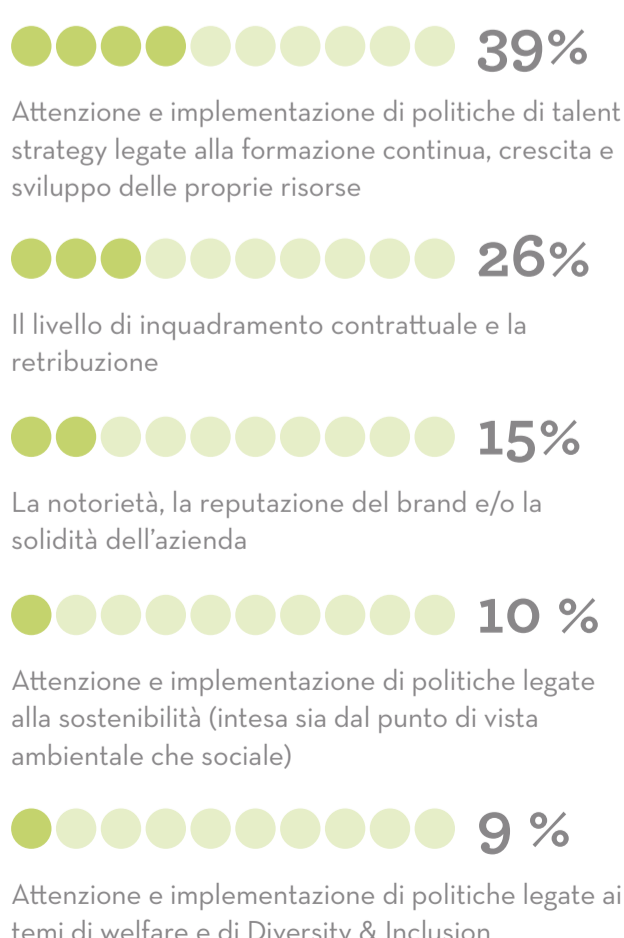 39%
Attenzione e implementazione di politiche di talent
strategy legate alla formazione continua, crescita e
sviluppo delle proprie risorse
26%
Il livello di inquadramento contrattuale e la
retribuzione
15%
La notorietà, la reputazione del brand e/o la
solidità dell’azienda
10 %
Attenzione e implementazione di politiche legate
alla sostenibilità (intesa sia dal punto di vista
ambientale che sociale)
9 %
Attenzione e implementazione di politiche legate ai
temi di welfare e di Diversity & Inclusion